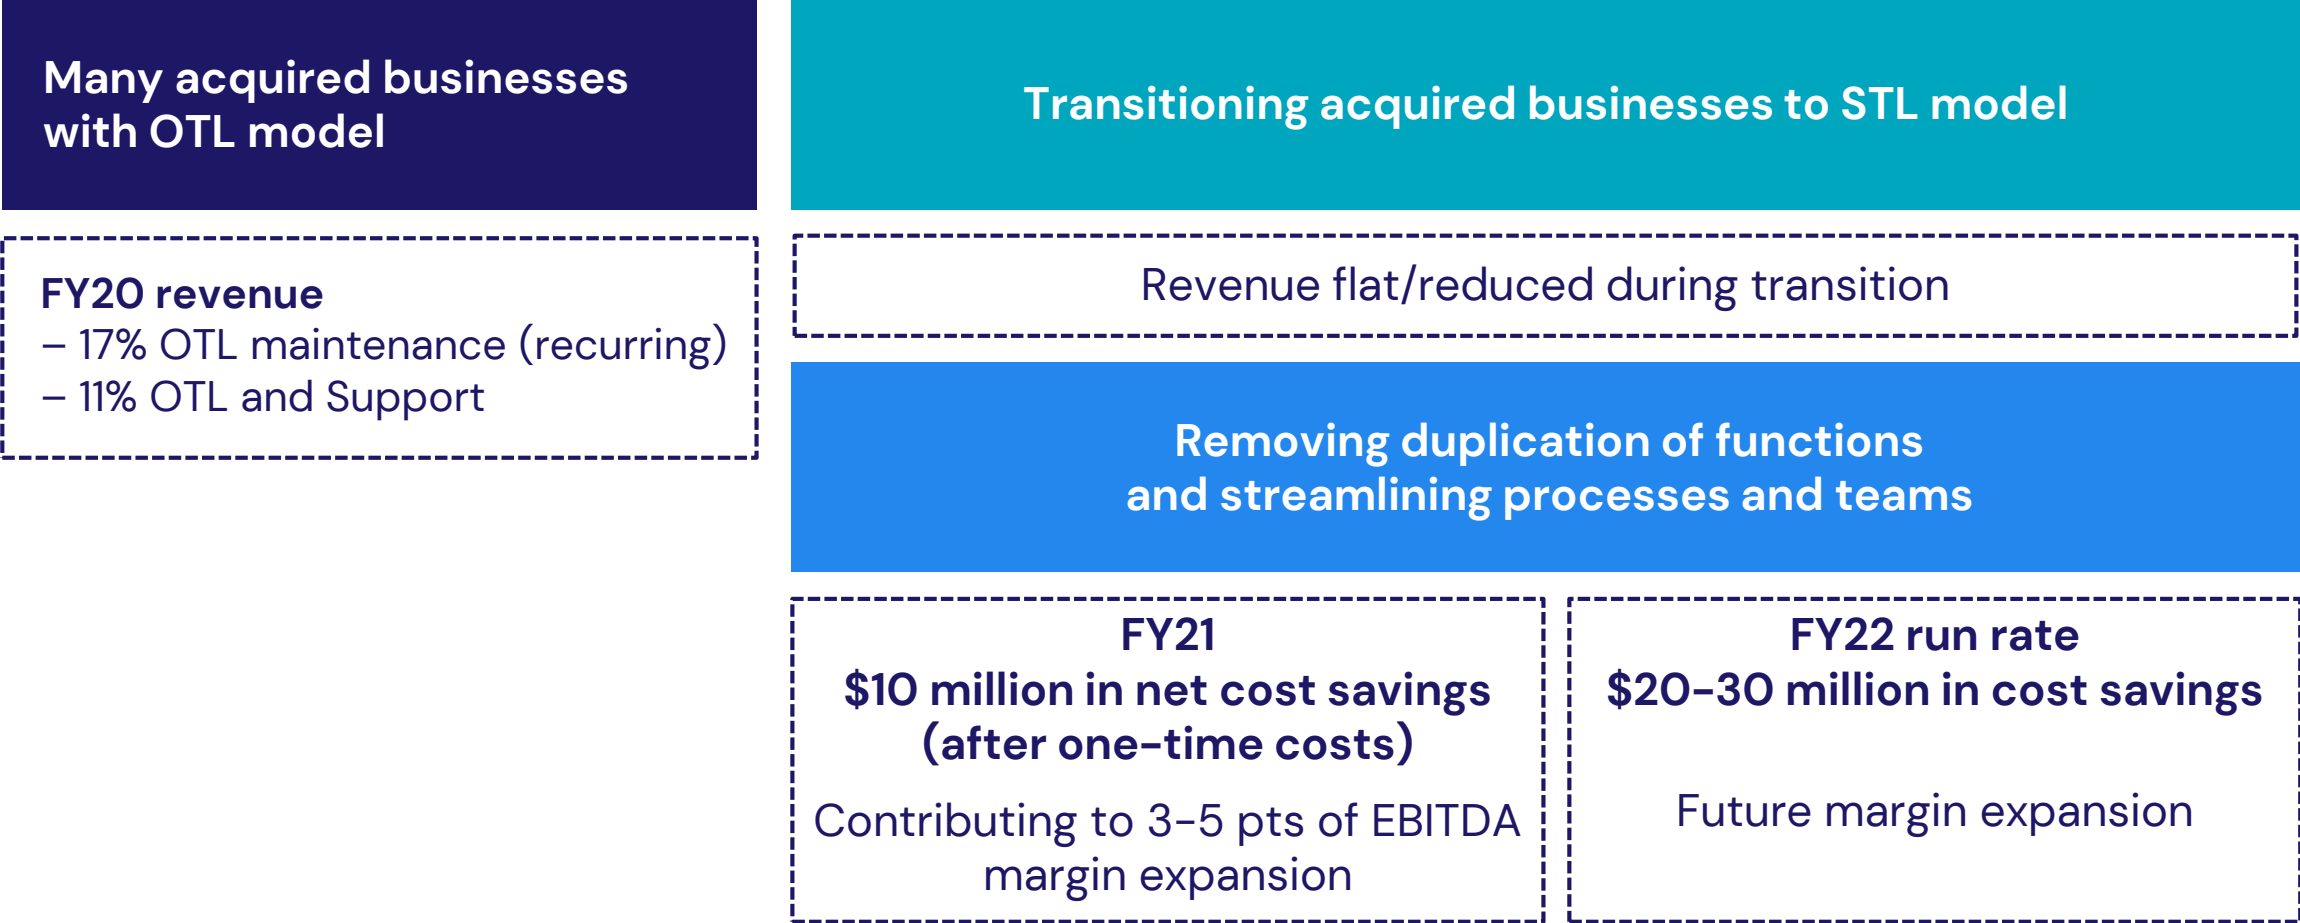 Many acquired businesses
with OTL model
FY20 revenue
– 17% OTL maintenance (recurring)
– 11% OTL and Support
Transitioning acquired businesses to STL model
Revenue flat/reduced during transition
Removing duplication of functions
and streamlining processes and teams
FY21
$10 million in net cost savings
(after one-time costs)
Contributing to 3-5 pts of EBITDA
margin expansion
FY22 run rate
$20-30 million in cost savings
Future margin expansion